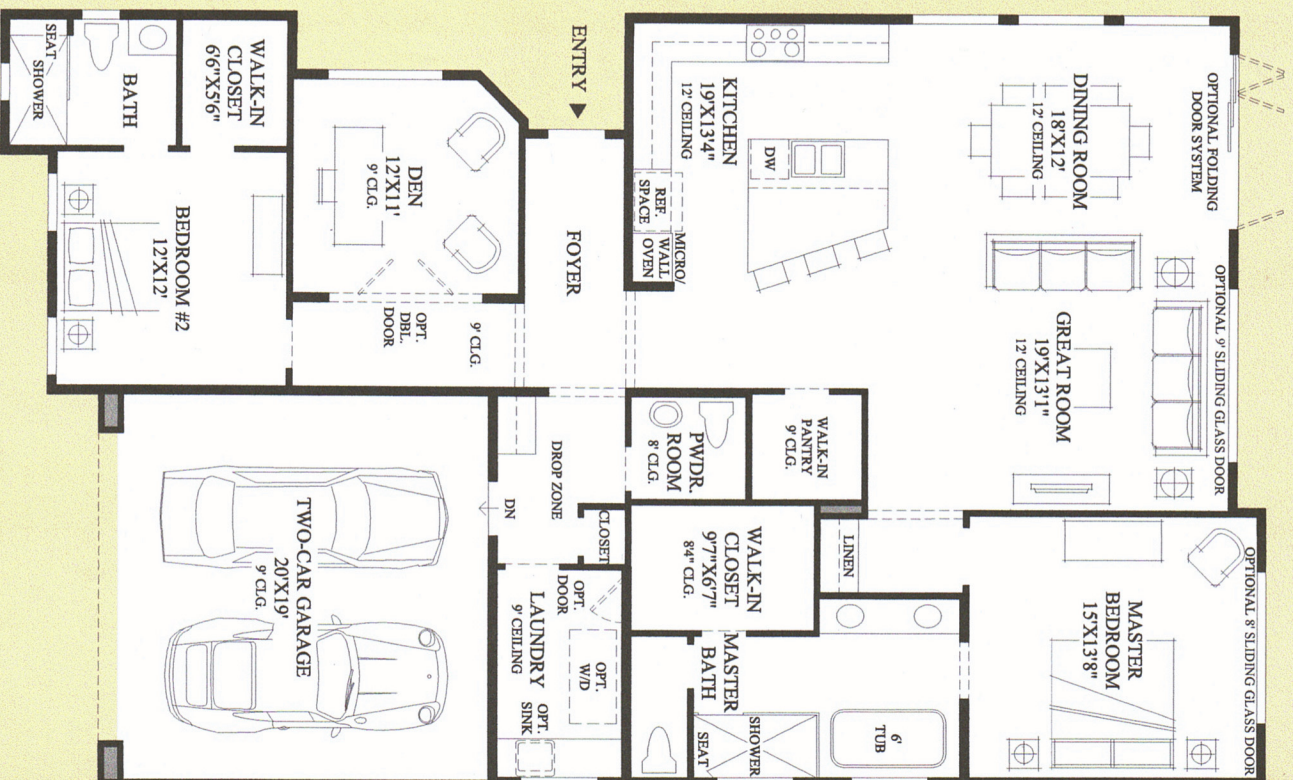 OPTIONAL FOLDING
DOOR SYSTEM
OPTIONAL 9' SLIDING GLASS DOOR
OPTIONAL 8' SLIDING GLASS DOOR
DINING ROOM
18'X12'
12' CEILING
GREAT ROOM
19'X13'1"
12' CEILING
MASTER
BEDROOM
15'X13'8"
KITCHEN
19'X13'4"
12' CEILING
DW
REF.
SPACE
MICRO/
WALL
OVEN
WALK-IN
PANTRY
9' CLG.
LINEN
6'
TUB
PWDR.
ROOM
8' CLG.
WALK-IN
CLOSET
9'7"X6'7"
8'4" CLG.
MASTER
BATH
SHOWER
SEAT
ENTRY
FOYER
DROP ZONE
CLOSET
DN
OPT.
DOOR
OPT.
W/D
LAUNDRY
9' CEILING
OPT.
SINK
DEN
12'X11'
9' CLG.
OPT.
DBL.
DOOR
9' CLG.
WALK-IN
CLOSET
6'6"X5'6"
BATH
SEAT
SHOWER
BEDROOM #2
12'X12'
TWO-CAR GARAGE
20'X19'
9' CLG.